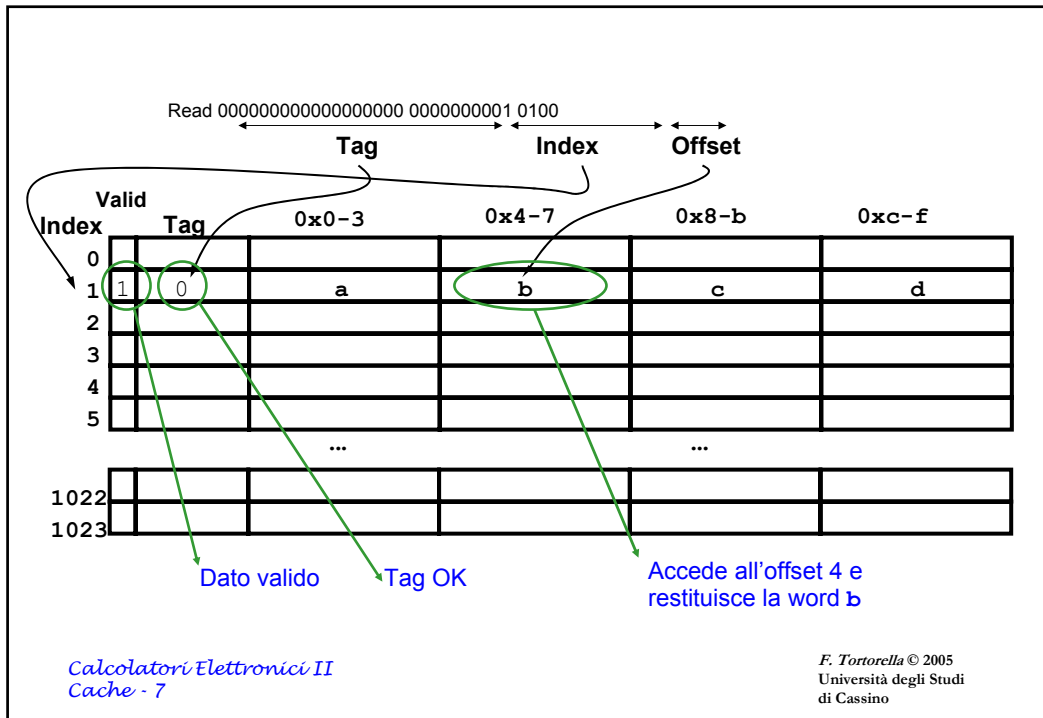 Read 000000000000000000 0000000001 0100
Tag Index Offset
Valid
Index Tag 0x0-3 0x4-7 0x8-b 0xc-f
0
1 1 0 a b c d
2
3
4
5
... ...
1022
1023
Dato valido Tag OK Accede all'offset 4 e
restituisce la word b
Calcolatori Elettronici II
Cache - 7
F. Tortorella © 2005
Università degli Studi
di Cassino